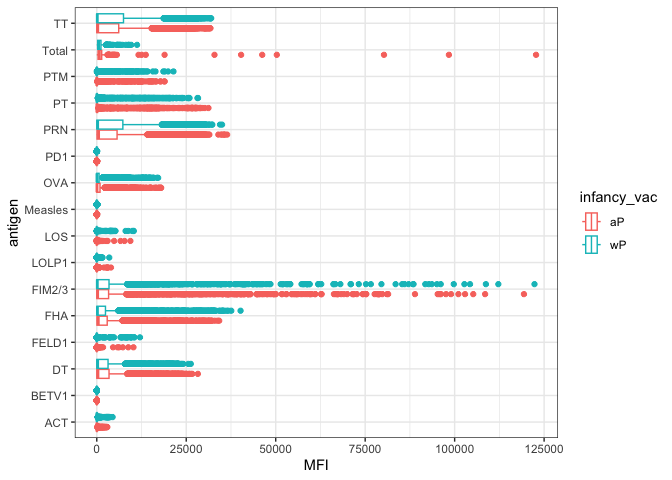 TT
Total
PTM
PT
PRN
PD1
OVA
Measles
LOS
LOLP1
FIM2/3
FHA
FELD1
DT
BETV1
ACT
antigen
0 25000 50000 75000 100000 125000
MFI
infancy_vac
aP
wP